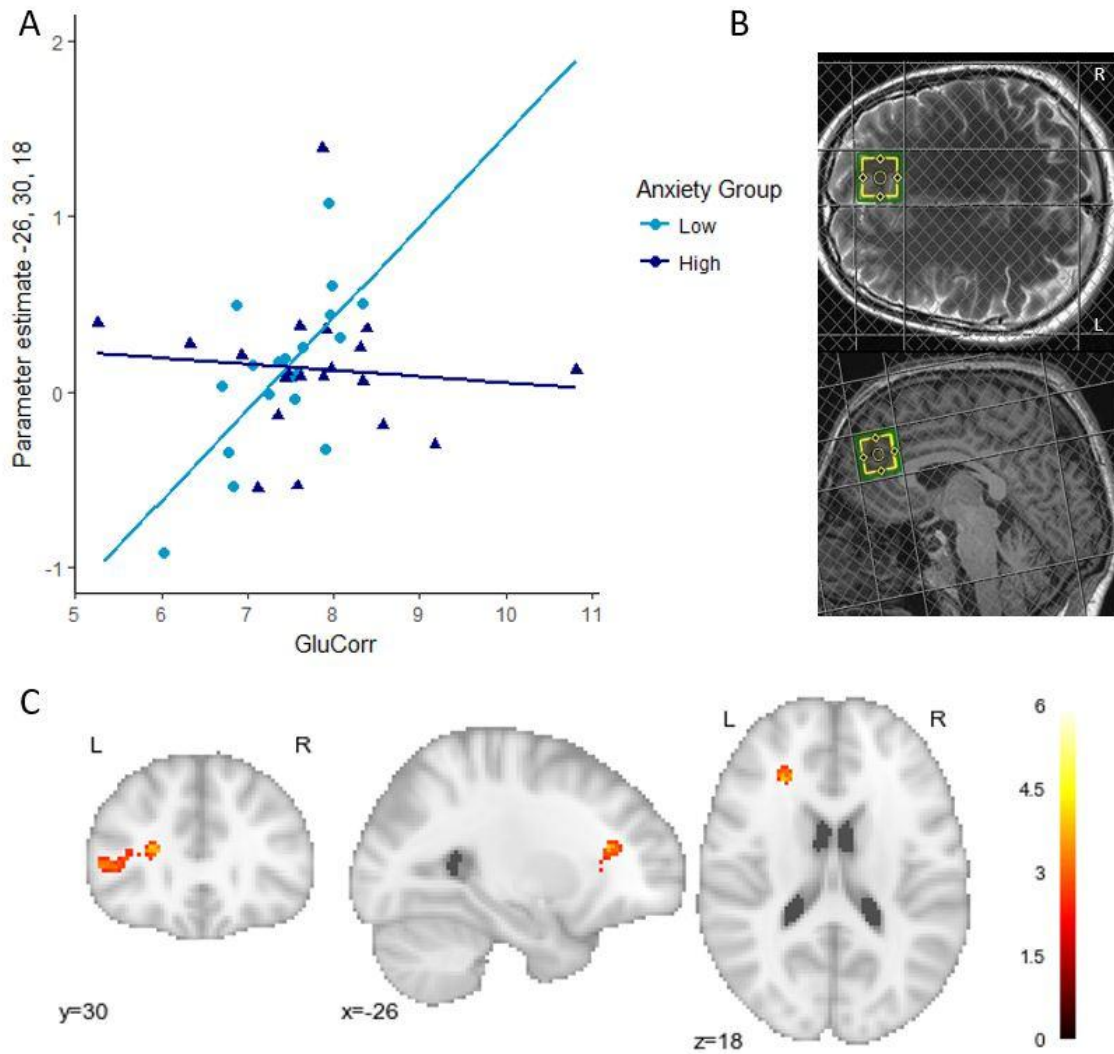 A
2
1
0
-1
Parameter estimate -26, 30, 18
5 6 7 8 9 10 11
GluCorr
Anxiety Group
Low
High
B
R
L
C
L R
y=30
x=-26
L R
z=18
6
4.5
3
1.5
0